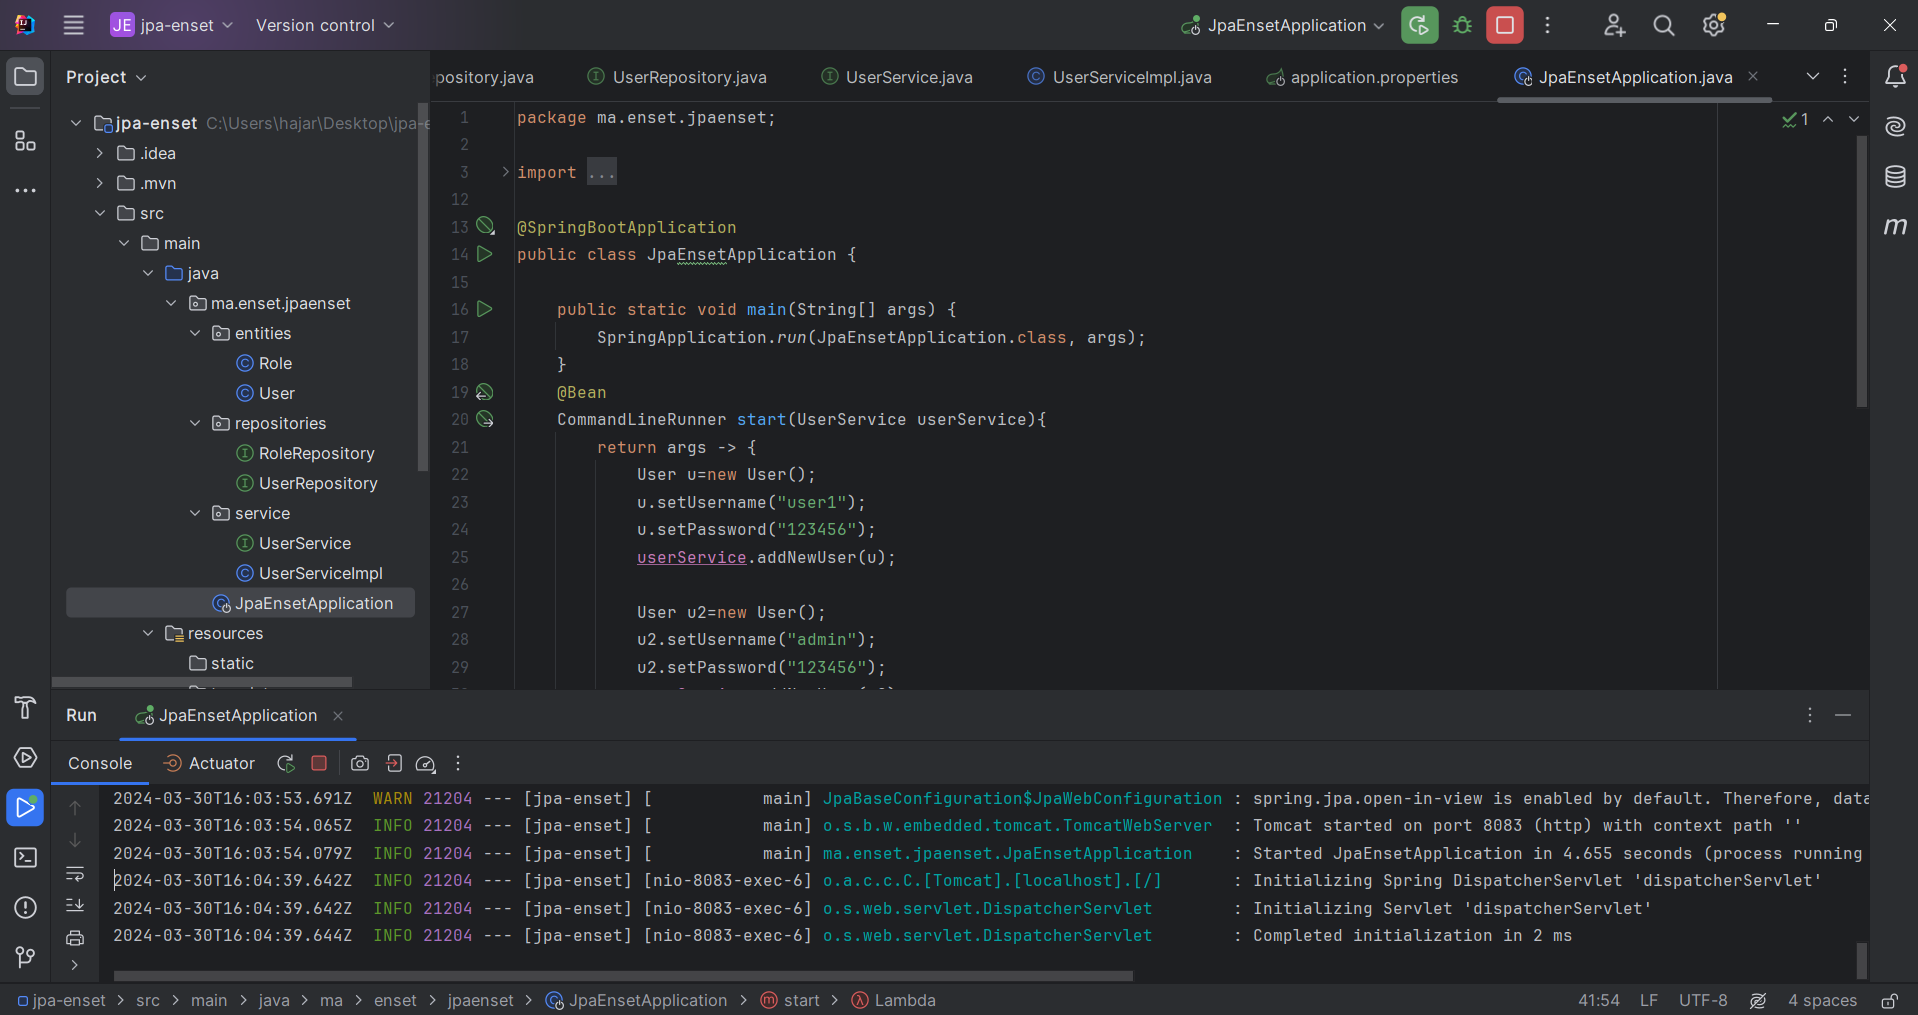 JE jpa-enset Version control JpaEnsetApplication
Project
pository.java UserRepository.java UserService.java UserServiceImpl.java application.properties JpaEnsetApplication.java
jpa-enset C:\Users\hajar\Desktop\jpa-e
.idea
.mvn
src
main
java
ma.enset.jpaenset
entities
Role
User
repositories
RoleRepository
UserRepository
service
UserService
UserServiceImpl
JpaEnsetApplication
resources
static
1 package ma.enset.jpaenset;
2
3 import ...
12
13 @SpringBootApplication
14 public class JpaEnsetApplication {
15
16 public static void main(String[] args) {
17 SpringApplication.run(JpaEnsetApplication.class, args);
18 }
19 @Bean
20 CommandLineRunner start(UserService userService){
21 return args -> {
22 User u=new User();
23 u.setUsername("user1");
24 u.setPassword("123456");
25 userService.addNewUser(u);
26
27 User u2=new User();
28 u2.setUsername("admin");
29 u2.setPassword("123456");
1
m
Run JpaEnsetApplication
Console Actuator
2024-03-30T16:03:53.691Z WARN 21204 --- [jpa-enset] [ main] JpaBaseConfiguration$JpaWebConfiguration : spring.jpa.open-in-view is enabled by default. Therefore, data
2024-03-30T16:03:54.065Z INFO 21204 --- [jpa-enset] [ main] o.s.b.w.embedded.tomcat.TomcatWebServer : Tomcat started on port 8083 (http) with context path ''
2024-03-30T16:03:54.079Z INFO 21204 --- [jpa-enset] [ main] ma.enset.jpaenset.JpaEnsetApplication : Started JpaEnsetApplication in 4.655 seconds (process running
2024-03-30T16:04:39.642Z INFO 21204 --- [jpa-enset] [nio-8083-exec-6] o.a.c.c.C.[Tomcat].[localhost].[/] : Initializing Spring DispatcherServlet 'dispatcherServlet'
2024-03-30T16:04:39.642Z INFO 21204 --- [jpa-enset] [nio-8083-exec-6] o.s.web.servlet.DispatcherServlet : Initializing Servlet 'dispatcherServlet'
2024-03-30T16:04:39.644Z INFO 21204 --- [jpa-enset] [nio-8083-exec-6] o.s.web.servlet.DispatcherServlet : Completed initialization in 2 ms
jpa-enset > src > main > java > ma > enset > jpaenset > JpaEnsetApplication > start > Lambda 41:54 LF UTF-8 4 spaces